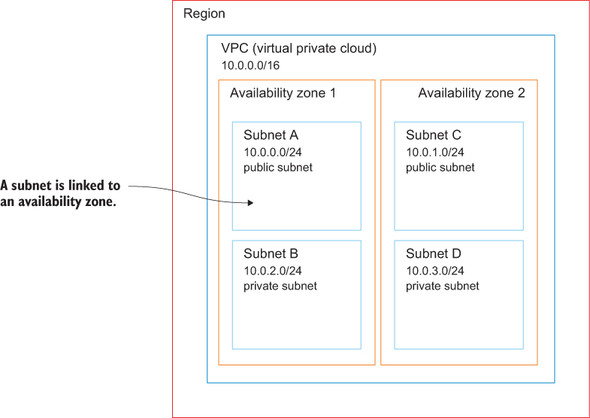 Region
VPC (virtual private cloud)
10.0.0.0/16
Availability zone 1
Availability zone 2
Subnet A
10.0.0.0/24
public subnet
Subnet C
10.0.1.0/24
public subnet
A subnet is linked to
an availability zone.
Subnet B
10.0.2.0/24
private subnet
Subnet D
10.0.3.0/24
private subnet